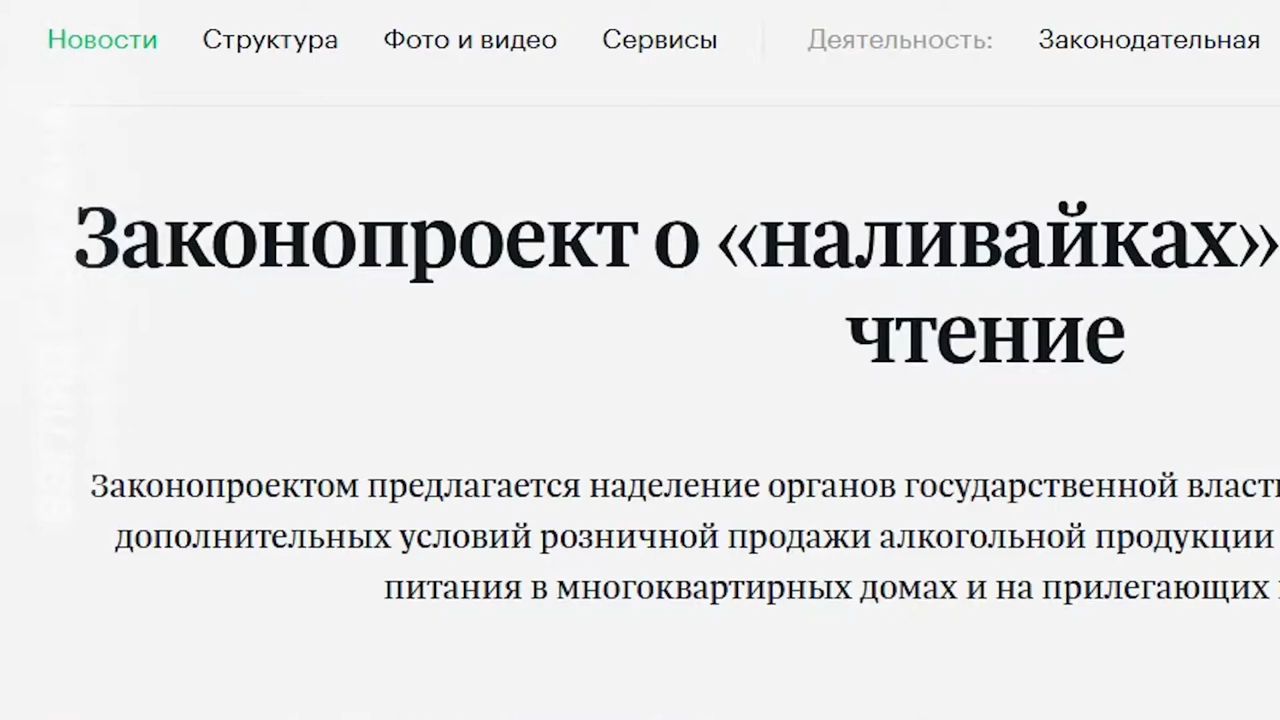 Новости Структура Фото и видео Сервисы Деятельность: Законодательная
Законопроект о «наливайках»
чтение
Законопроектом предлагается наделение органов государственной
дополнительных условий розничной продажи алкогольной продукции
питания в многоквартирных домах и на прилегающих